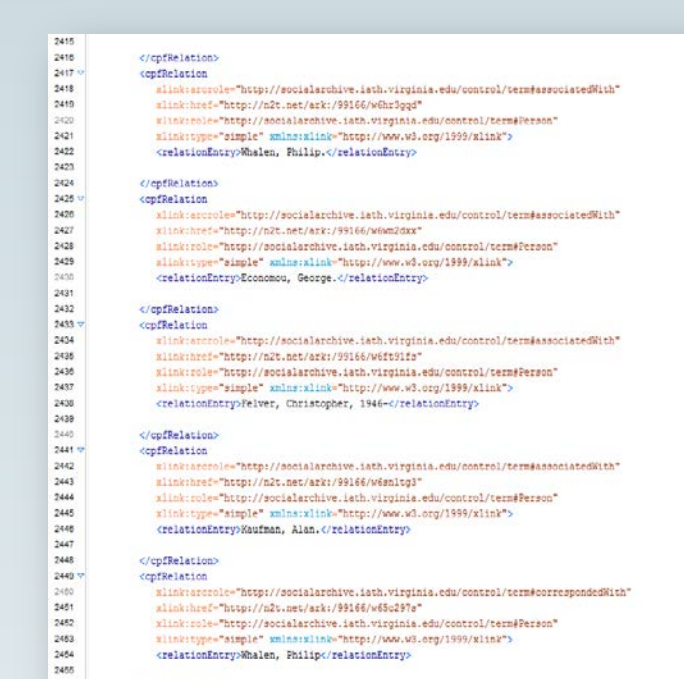 2415
2416 </cpfRelation>
2417 <cpfRelation
2418 xlink:arcrole="http://socialarchive.iath.virginia.edu/control/term#associatedWith"
2419 xlink:href="http://n2t.net/ark:/99166/w6hr3gqd"
2420 xlink:role="http://socialarchive.iath.virginia.edu/control/term#Person"
2421 xlink:type="simple" xmlns:xlink="http://www.w3.org/1999/xlink">
2422 <relationEntry>Whalen, Philip.</relationEntry>
2423
2424 </cpfRelation>
2425 <cpfRelation
2426 xlink:arcrole="http://socialarchive.iath.virginia.edu/control/term#associatedWith"
2427 xlink:href="http://n2t.net/ark:/99166/w6wm2dxx"
2428 xlink:role="http://socialarchive.iath.virginia.edu/control/term#Person"
2429 xlink:type="simple" xmlns:xlink="http://www.w3.org/1999/xlink">
2430 <relationEntry>Economou, George.</relationEntry>
2431
2432 </cpfRelation>
2433 <cpfRelation
2434 xlink:arcrole="http://socialarchive.iath.virginia.edu/control/term#associatedWith"
2435 xlink:href="http://n2t.net/ark:/99166/w6ft91fs"
2436 xlink:role="http://socialarchive.iath.virginia.edu/control/term#Person"
2437 xlink:type="simple" xmlns:xlink="http://www.w3.org/1999/xlink">
2438 <relationEntry>Felver, Christopher, 1946-</relationEntry>
2439
2440 </cpfRelation>
2441 <cpfRelation
2442 xlink:arcrole="http://socialarchive.iath.virginia.edu/control/term#associatedWith"
2443 xlink:href="http://n2t.net/ark:/99166/w6sn1tg3"
2444 xlink:role="http://socialarchive.iath.virginia.edu/control/term#Person"
2445 xlink:type="simple" xmlns:xlink="http://www.w3.org/1999/xlink">
2446 <relationEntry>Kaufman, Alan.</relationEntry>
2447
2448 </cpfRelation>
2449 <cpfRelation
2450 xlink:arcrole="http://socialarchive.iath.virginia.edu/control/term#correspondedWith"
2451 xlink:href="http://n2t.net/ark:/99166/w65c297s"
2452 xlink:role="http://socialarchive.iath.virginia.edu/control/term#Person"
2453 xlink:type="simple" xmlns:xlink="http://www.w3.org/1999/xlink">
2454 <relationEntry>Whalen, Philip</relationEntry>
2455